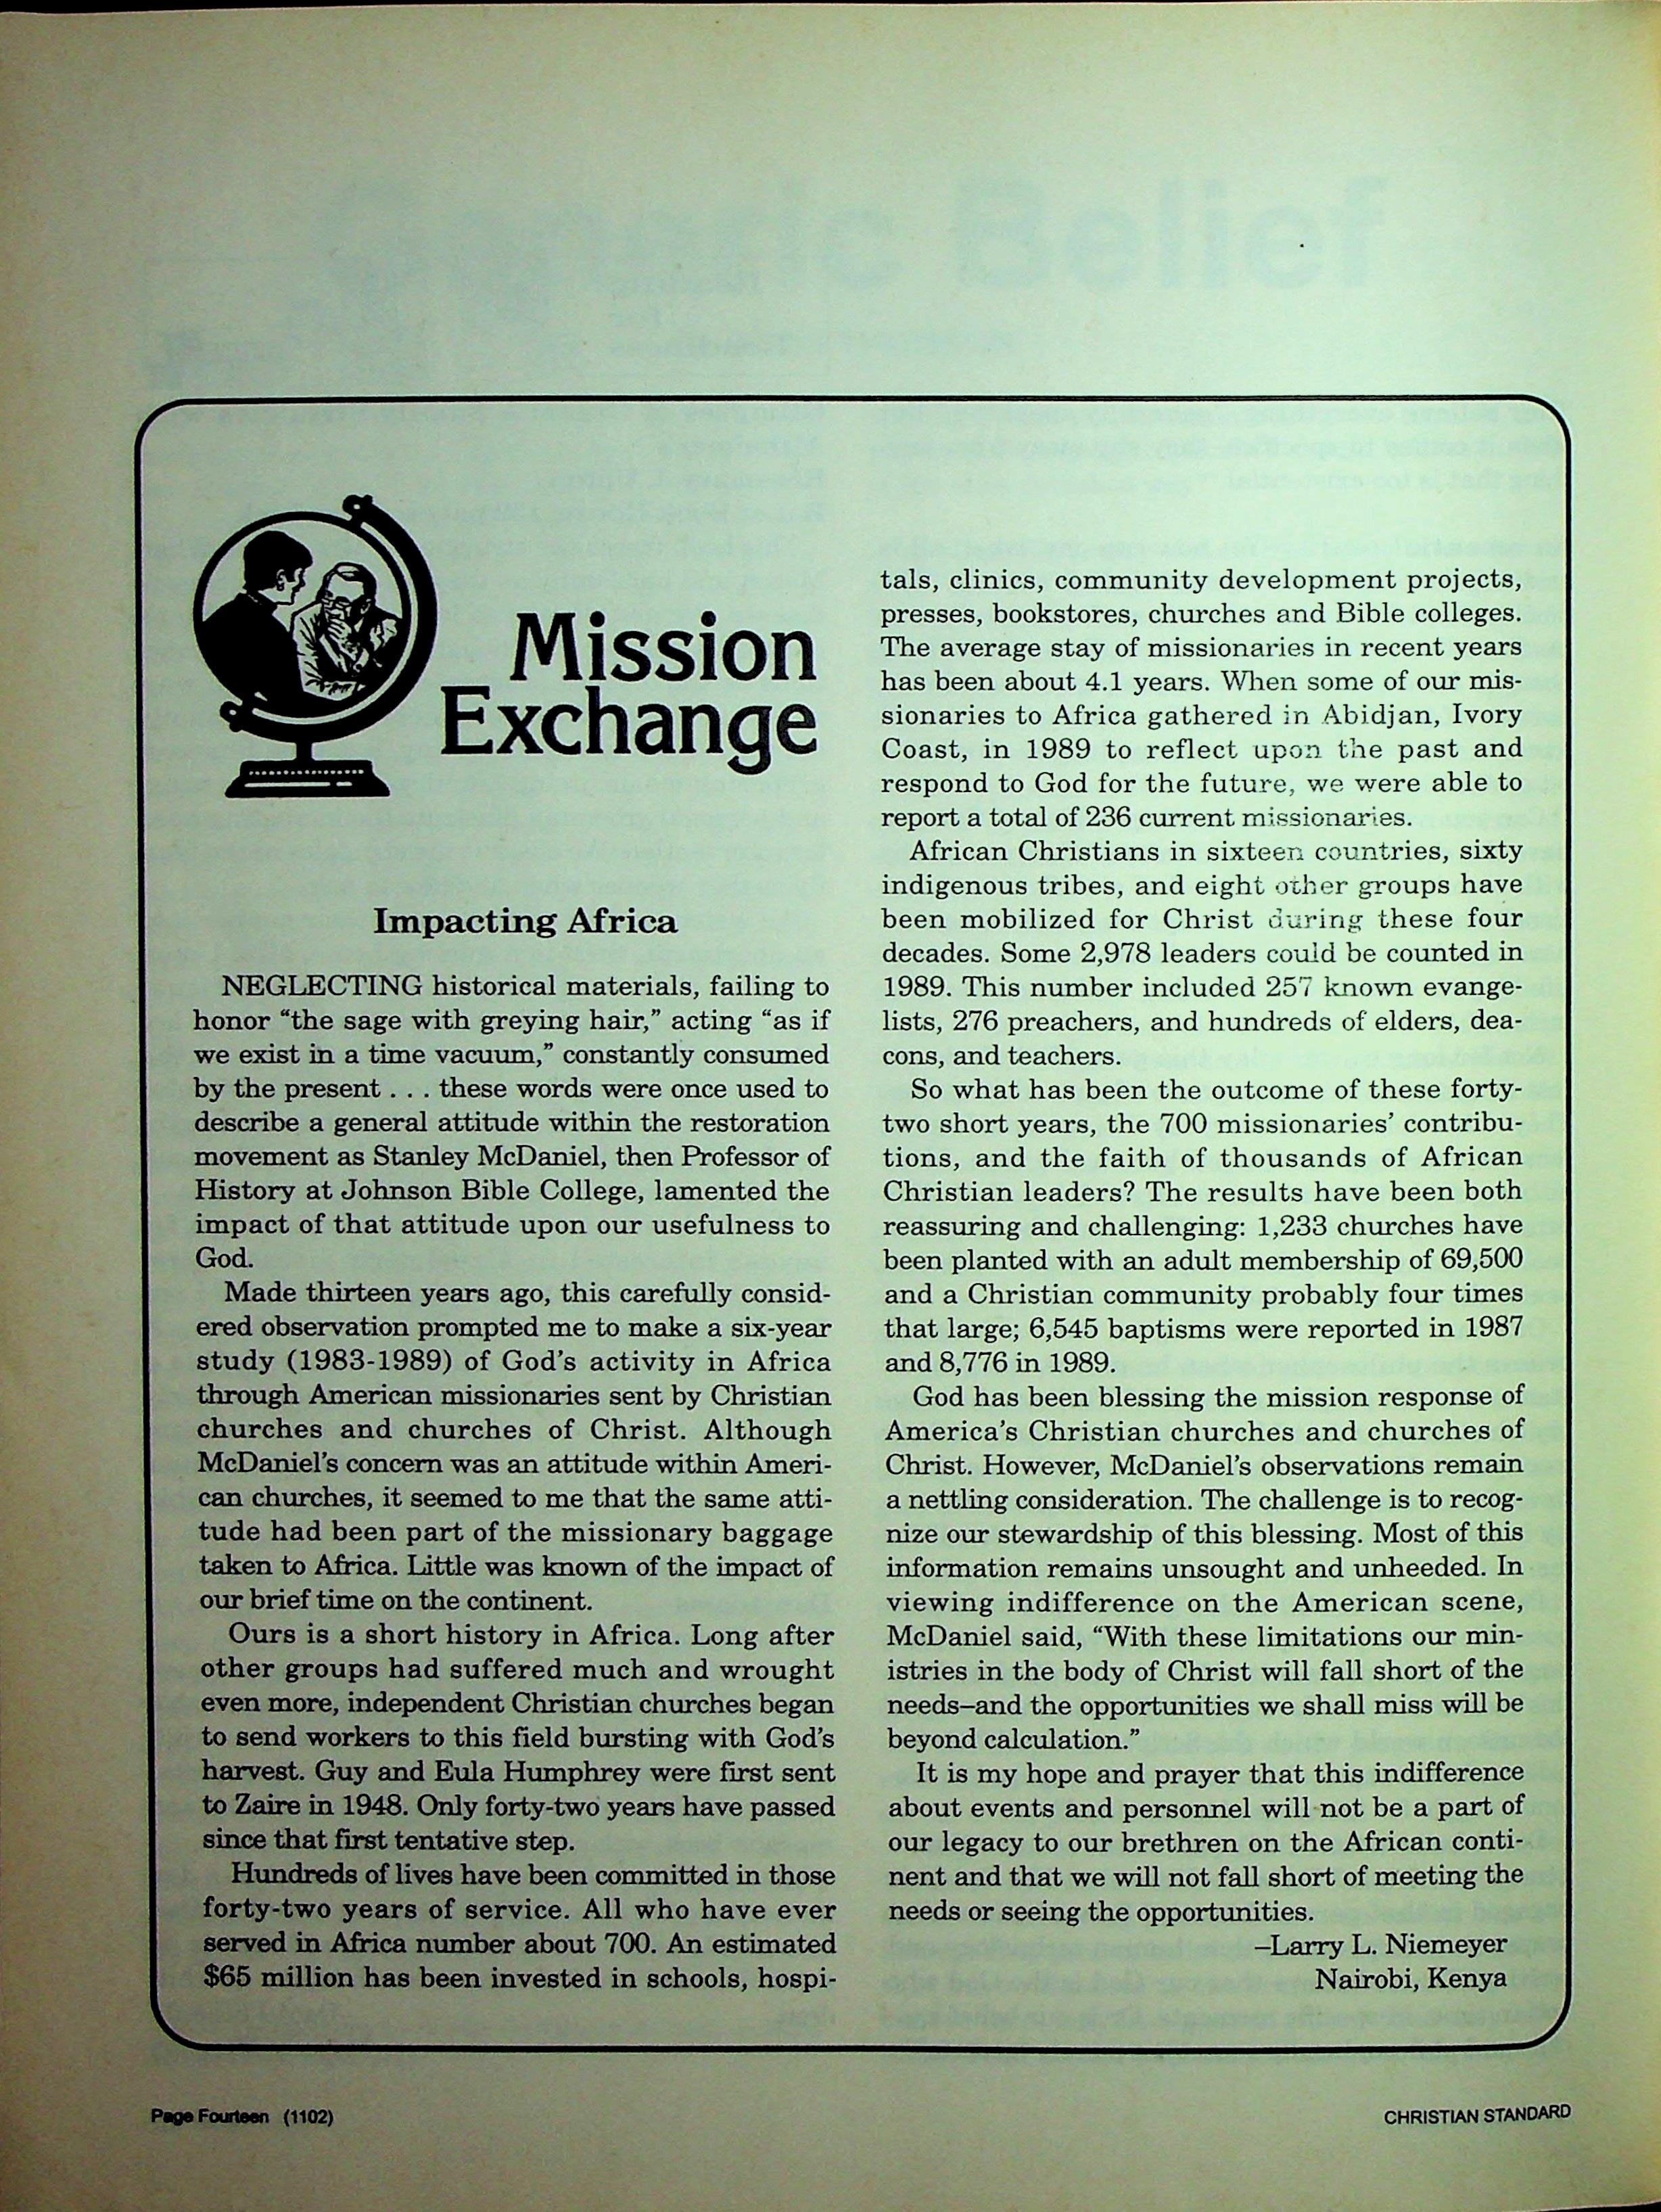 Mission
Exchange
Impacting Africa
NEGLECTING historical materials, failing to
honor “the sage with greying hair,” acting “as if
we exist in a time vacuum,” constantly consumed
by the present . . . these words were once used to
describe a general attitude within the restoration
movement as Stanley McDaniel, then Professor of
History at Johnson Bible College, lamented the
impact of that attitude upon our usefulness to
God.
Made thirteen years ago, this carefully consid-
ered observation prompted me to make a six-year
study (1983-1989) of God’s activity in Africa
through American missionaries sent by Christian
churches and churches of Christ. Although
McDaniel’s concern was an attitude within Ameri-
can churches, it seemed to me that the same atti-
tude had been part of the missionary baggage
taken to Africa. Little was known of the impact of
our brief time on the continent.
Ours is a short history in Africa. Long after
other groups had suffered much and wrought
even more, independent Christian churches began
to send workers to this field bursting with God’s
harvest. Guy and Eula Humphrey were first sent
to Zaire in 1948. Only forty-two years have passed
since that first tentative step.
Hundreds of lives have been committed in those
forty-two years of service. All who have ever
served in Africa number about 700. An estimated
$65 million has been invested in schools, hospi-
tals, clinics, community development projects,
presses, bookstores, churches and Bible colleges.
The average stay of missionaries in recent years
has been about 4.1 years. When some of our mis-
sionaries to Africa gathered in Abidjan, Ivory
Coast, in 1989 to reflect upon the past and
respond to God for the future, we were able to
report a total of 236 current missionaries.
African Christians in sixteen countries, sixty
indigenous tribes, and eight other groups have
been mobilized for Christ during these four
decades. Some 2,978 leaders could be counted in
1989. This number included 257 known evange-
lists, 276 preachers, and hundreds of elders, dea-
cons, and teachers.
So what has been the outcome of these forty-
two short years, the 700 missionaries’ contribu-
tions, and the faith of thousands of African
Christian leaders? The results have been both
reassuring and challenging: 1,233 churches have
been planted with an adult membership of 69,500
and a Christian community probably four times
that large; 6,545 baptisms were reported in 1987
and 8,776 in 1989.
God has been blessing the mission response of
America’s Christian churches and churches of
Christ. However, McDaniel’s observations remain
a nettling consideration. The challenge is to recog-
nize our stewardship of this blessing. Most of this
information remains unsought and unheeded. In
viewing indifference on the American scene,
McDaniel said, “With these limitations our min-
istries in the body of Christ will fall short of the
needs–and the opportunities we shall miss will be
beyond calculation.”
It is my hope and prayer that this indifference
about events and personnel will not be a part of
our legacy to our brethren on the African conti-
nent and that we will not fall short of meeting the
needs or seeing the opportunities.
–Larry L. Niemeyer
Nairobi, Kenya
Page Fourteen (1102)
CHRISTIAN STANDARD